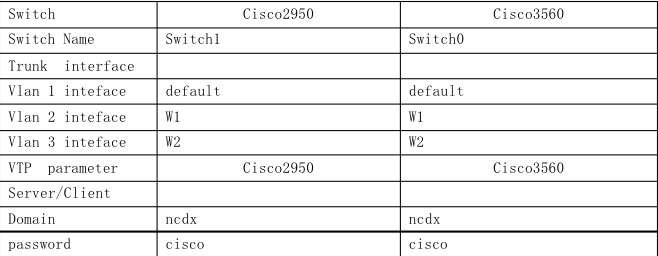 Switch Cisco2950 Cisco3560
Switch Name Switch1 Switch0
Trunk interface
Vlan 1 inteface default default
Vlan 2 inteface W1 W1
Vlan 3 inteface W2 W2
VTP parameter Cisco2950 Cisco3560
Server/Client
Domain ncdx ncdx
password cisco cisco